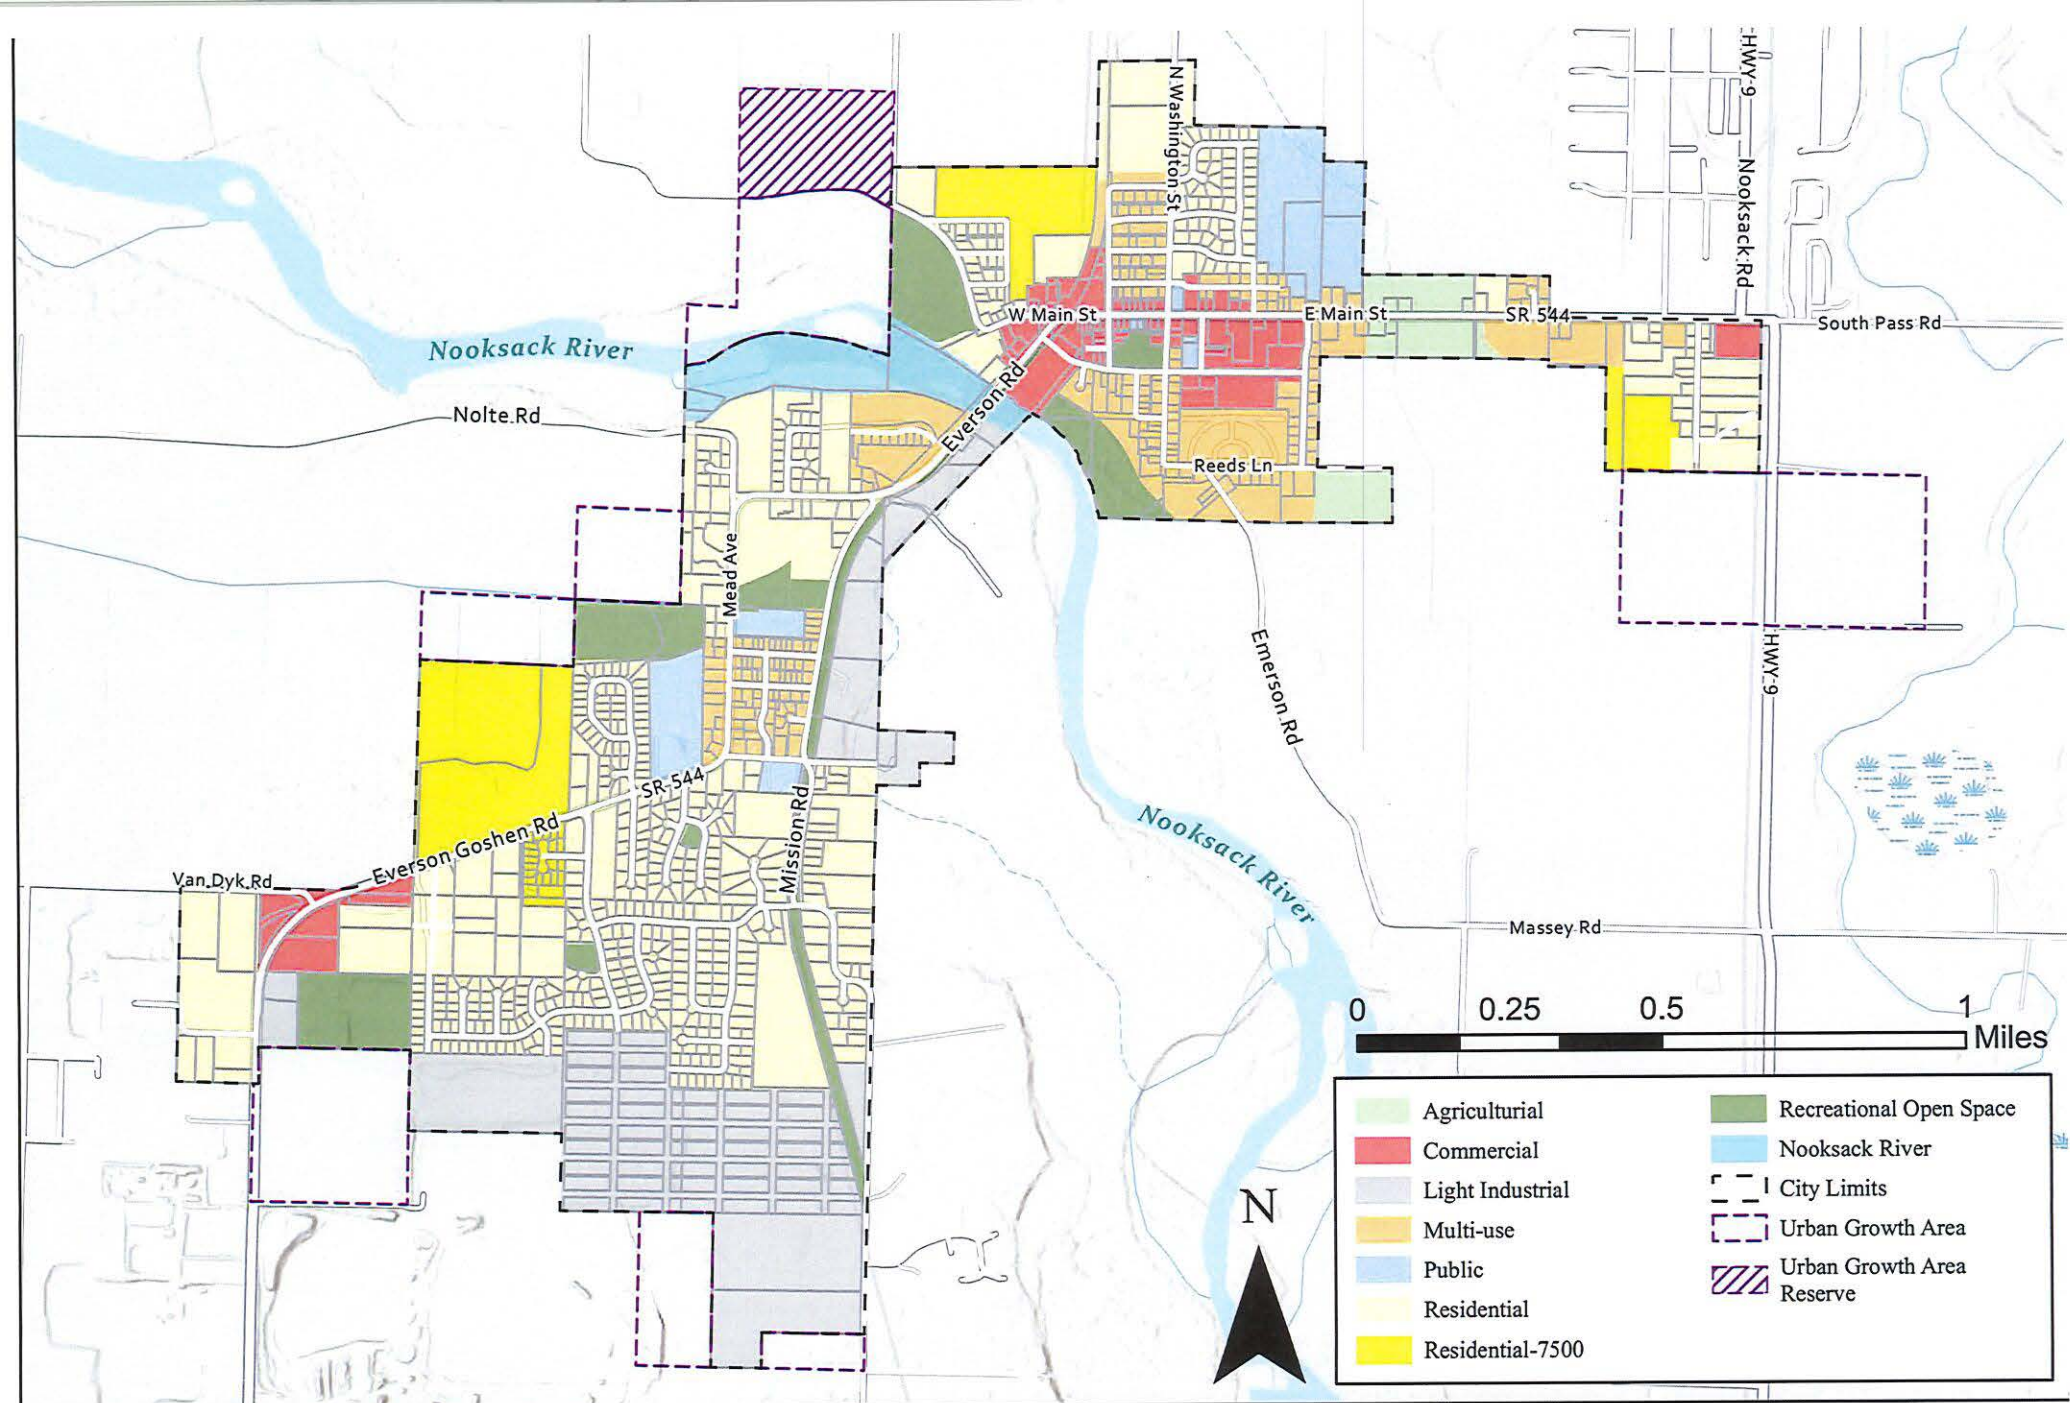 HWY 9
N Washington St
Nooksack Rd
W Main St
E Main St
SR 544
South Pass Rd
Nooksack River
Nolte Rd
Everson Rd
Reeds Ln
Mead Ave
Emerson Rd
HWY 9
SR 544
Everson Goshen Rd
Mission Rd
Van Dyk Rd
Nooksack River
Massey Rd
0 0.25 0.5 1
Miles
N
Agriculturial
Commercial
Light Industrial
Multi-use
Public
Residential
Residential-7500
Recreational Open Space
Nooksack River
City Limits
Urban Growth Area
Urban Growth Area
Reserve